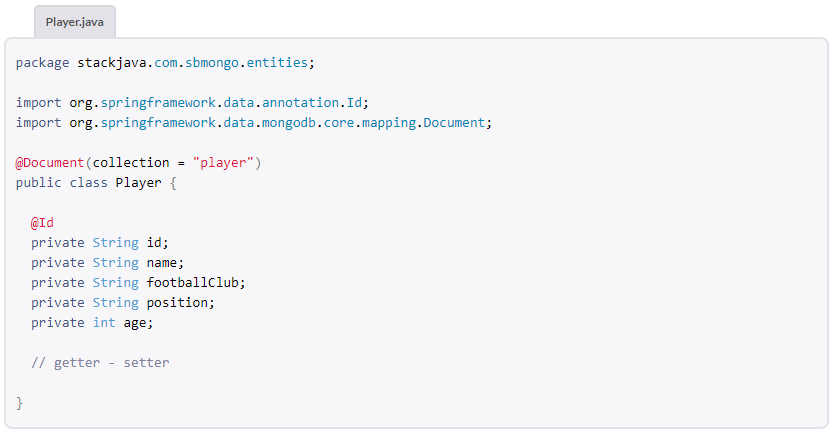 Player.java
package stackjava.com.sbmongo.entities;
import org.springframework.data.annotation.Id;
import org.springframework.data.mongodb.core.mapping.Document;
@Document(collection = "player")
public class Player {
@Id
private String id;
private String name;
private String footballClub;
private String position;
private int age;
// getter - setter
}